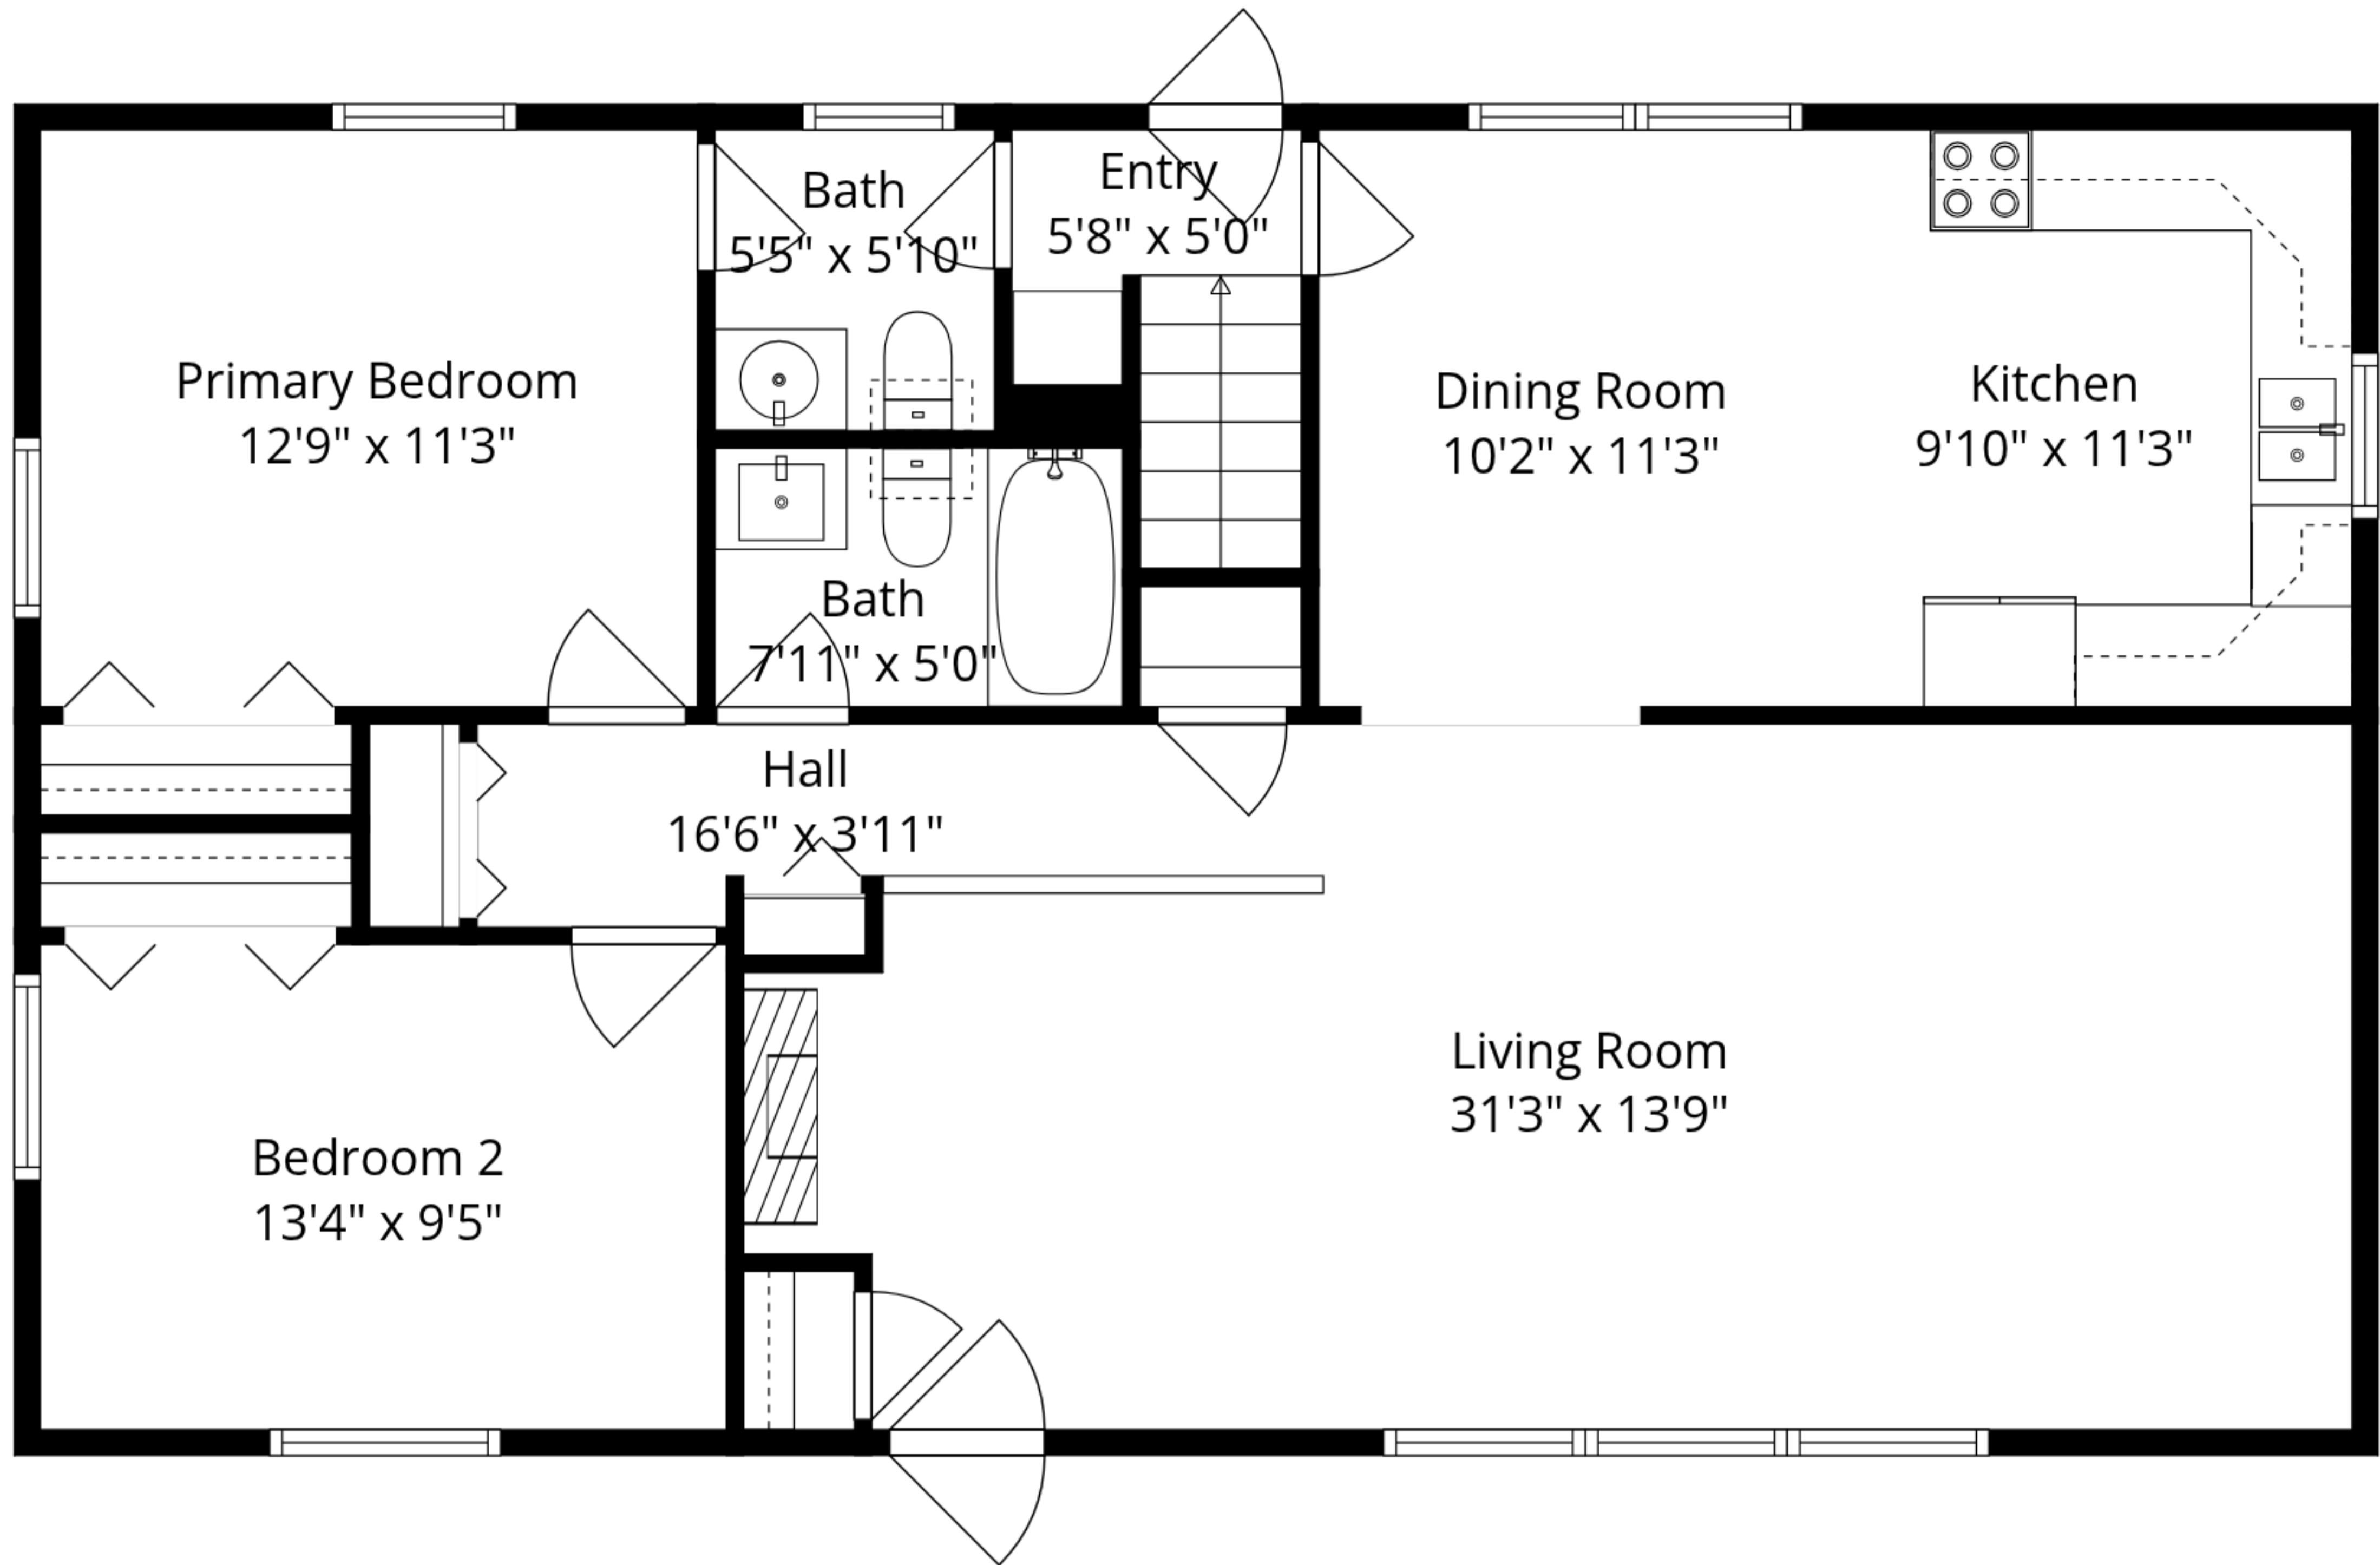 Bath
5'5" x 5'10"
Entry
5'8" x 5'0"
Primary Bedroom
12'9" x 11'3"
Dining Room
10'2" x 11'3"
Kitchen
9'10" x 11'3"
Bath
7'11" x 5'0"
Hall
16'6" x 3'11"
Living Room
31'3" x 13'9"
Bedroom 2
13'4" x 9'5"